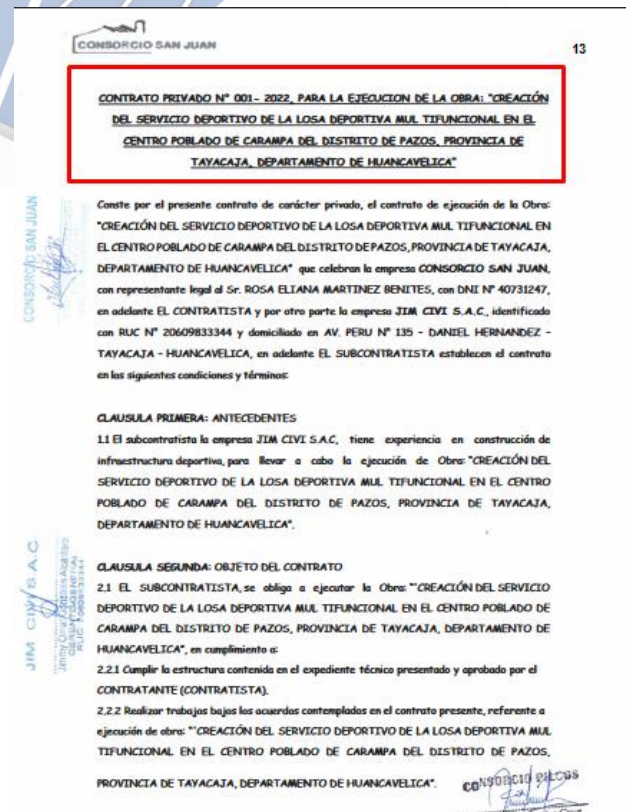 CONSORCIO SAN JUAN
13
CONTRATO PRIVADO N° 001- 2022, PARA LA EJECUCION DE LA OBRA: "CREACIÓN
DEL SERVICIO DEPORTIVO DE LA LOSA DEPORTIVA MUL TIFUNCIONAL EN EL
CENTRO POBLADO DE CARAMPA DEL DISTRITO DE PAZOS, PROVINCIA DE
TAYACAJA, DEPARTAMENTO DE HUANCAVELICA"
Conste por el presente contrato de carácter privado, el contrato de ejecución de la Obra:
"CREACIÓN DEL SERVICIO DEPORTIVO DE LA LOSA DEPORTIVA MUL TIFUNCIONAL EN
EL CENTRO POBLADO DE CARAMPA DEL DISTRITO DE PAZOS, PROVINCIA DE TAYACAJA,
DEPARTAMENTO DE HUANCAVELICA" que celebran la empresa CONSORCIO SAN JUAN,
con representante legal al Sr. ROSA ELIANA MARTINEZ BENITES, con DNI N° 40731247,
en adelante EL CONTRATISTA y por otro parte la empresa JIM CIVI S.A.C., identificado
con RUC N° 20609833344 y domiciliado en AV. PERU N° 135 - DANIEL HERNANDEZ -
TAYACAJA - HUANCAVELICA, en adelante EL SUBCONTRATISTA establecen el contrato
en las siguientes condiciones y términos:
CONSORCIO SAN JUAN
CLAUSULA PRIMERA: ANTECEDENTES
1.1 El subcontratista la empresa JIM CIVI S.A.C, tiene experiencia en construcción de
infraestructura deportiva, para llevar a cabo la ejecución de Obra: "CREACIÓN DEL
SERVICIO DEPORTIVO DE LA LOSA DEPORTIVA MUL TIFUNCIONAL EN EL CENTRO
POBLADO DE CARAMPA DEL DISTRITO DE PAZOS, PROVINCIA DE TAYACAJA,
DEPARTAMENTO DE HUANCAVELICA".
CLAUSULA SEGUNDA: OBJETO DEL CONTRATO
2.1 EL SUBCONTRATISTA, se obliga a ejecutar la Obra: ""CREACIÓN DEL SERVICIO
DEPORTIVO DE LA LOSA DEPORTIVA MUL TIFUNCIONAL EN EL CENTRO POBLADO DE
CARAMPA DEL DISTRITO DE PAZOS, PROVINCIA DE TAYACAJA, DEPARTAMENTO DE
HUANCAVELICA", en cumplimiento a:
2.2.1 Cumplir la estructura contenida en el expediente técnico presentado y aprobado por el
CONTRATANTE (CONTRATISTA).
2.2.2 Realizar trabajos bajos los acuerdos contemplados en el contrato presente, referente a
ejecución de obra: ""CREACIÓN DEL SERVICIO DEPORTIVO DE LA LOSA DEPORTIVA MUL
TIFUNCIONAL EN EL CENTRO POBLADO DE CARAMPA DEL DISTRITO DE PAZOS,
PROVINCIA DE TAYACAJA, DEPARTAMENTO DE HUANCAVELICA".
JIM CIVI S.A.C.
GERENTE GENERAL
CONSORCIO PILCOS